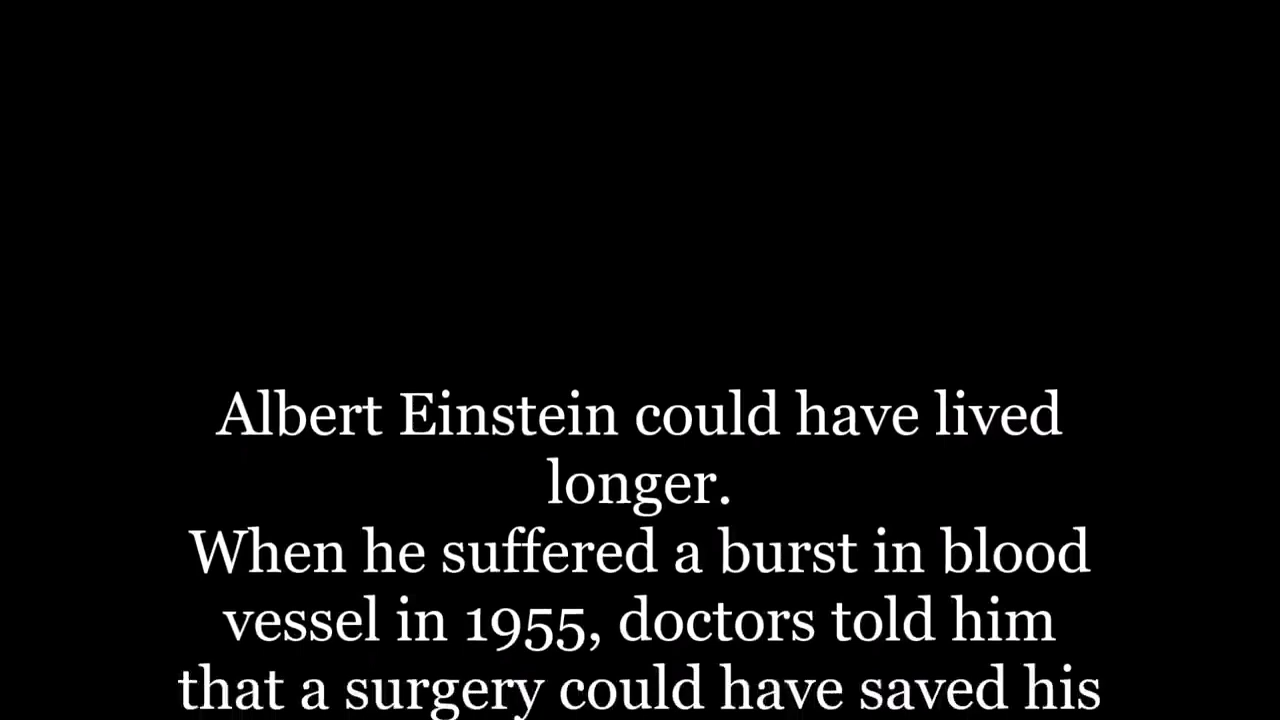 Albert Einstein could have lived
longer.
When he suffered a burst in blood
vessel in 1955, doctors told him
that a surgery could have saved his